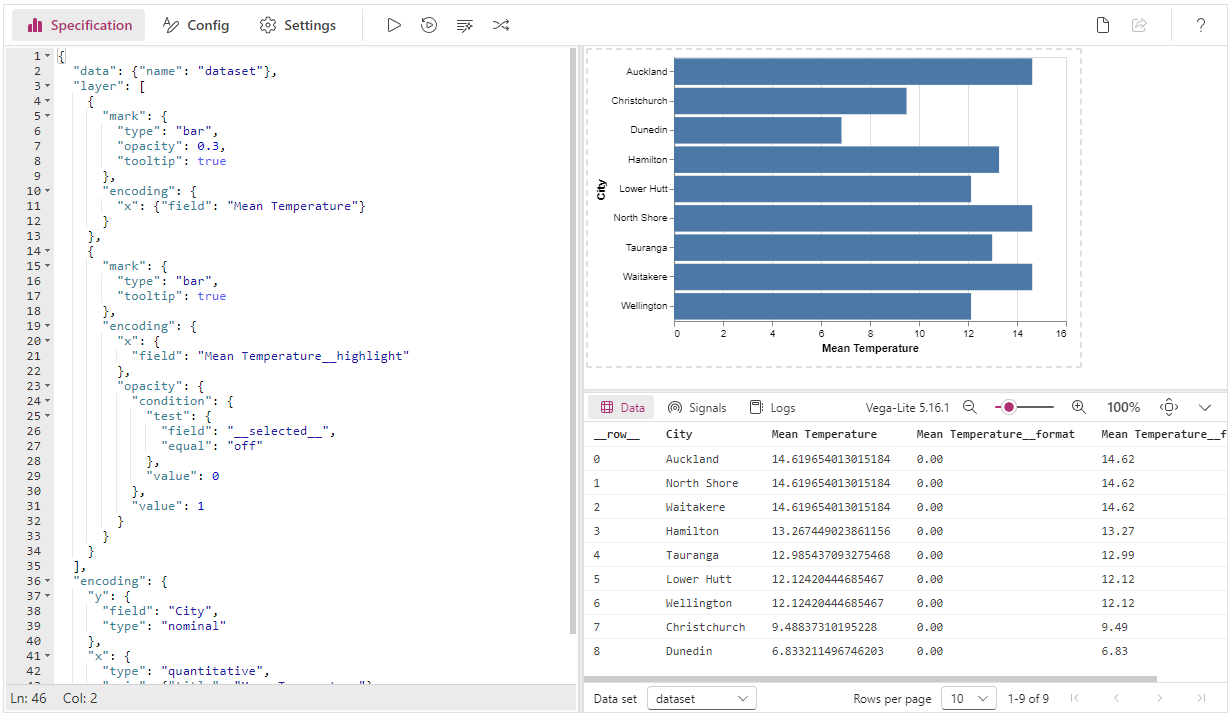 Specification Config Settings ?
1 {
2 "data": {"name": "dataset"},
3 "layer": [
4 {
5 "mark": {
6 "type": "bar",
7 "opacity": 0.3,
8 "tooltip": true
9 },
10 "encoding": {
11 "x": {"field": "Mean Temperature"}
12 }
13 },
14 {
15 "mark": {
16 "type": "bar",
17 "tooltip": true
18 },
19 "encoding": {
20 "x": {
21 "field": "Mean Temperature__highlight"
22 },
23 "opacity": {
24 "condition": {
25 "test": {
26 "field": "__selected__",
27 "equal": "off"
28 },
29 "value": 0
30 },
31 "value": 1
32 }
33 }
34 }
35 ],
36 "encoding": {
37 "y": {
38 "field": "City",
39 "type": "nominal"
40 },
41 "x": {
42 "type": "quantitative",
Ln: 46 Col: 2
City
Auckland
Christchurch
Dunedin
Hamilton
Lower Hutt
North Shore
Tauranga
Waitakere
Wellington
0 2 4 6 8 10 12 14 16
Mean Temperature
Data Signals Logs Vega-Lite 5.16.1 100%
__row__ City Mean Temperature Mean Temperature__format Mean Temperature__f
0 Auckland 14.619654013015184 0.00 14.62
1 North Shore 14.619654013015184 0.00 14.62
2 Waitakere 14.619654013015184 0.00 14.62
3 Hamilton 13.267449023861156 0.00 13.27
4 Tauranga 12.985437093275468 0.00 12.99
5 Lower Hutt 12.12420444685467 0.00 12.12
6 Wellington 12.12420444685467 0.00 12.12
7 Christchurch 9.48837310195228 0.00 9.49
8 Dunedin 6.833211496746203 0.00 6.83
Data set dataset Rows per page 10 1-9 of 9